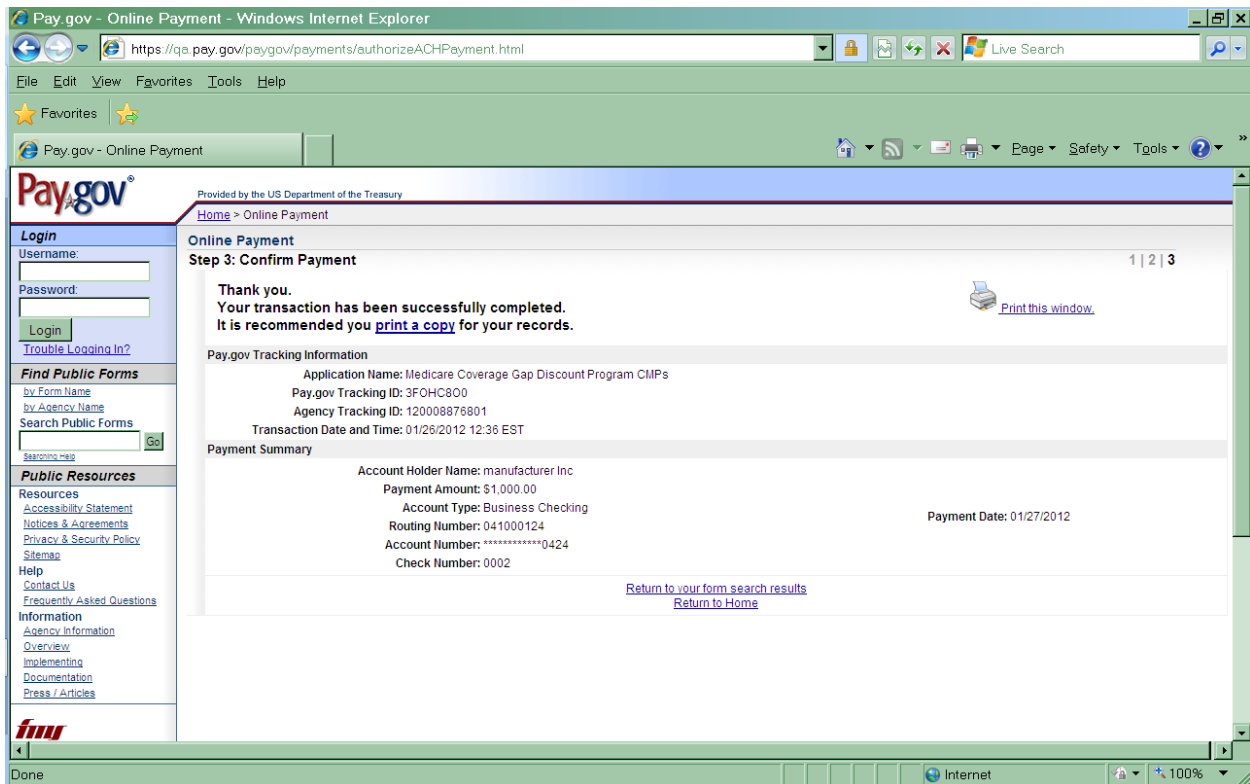 Pay.gov - Online Payment - Windows Internet Explorer
https://qa.pay.gov/paygov/payments/authorizeACHPayment.html
Live Search
File Edit View Favorites Tools Help
Favorites
Pay.gov - Online Payment
Page Safety Tools
Pay.gov®
Provided by the US Department of the Treasury
Home > Online Payment
Login
Username:
Password:
Login
Trouble Logging In?
Find Public Forms
by Form Name
by Agency Name
Search Public Forms
Go
Searching Help
Public Resources
Resources
Accessibility Statement
Notices & Agreements
Privacy & Security Policy
Sitemap
Help
Contact Us
Frequently Asked Questions
Information
Agency Information
Overview
Implementing
Documentation
Press / Articles
fms
Online Payment
Step 3: Confirm Payment
1 | 2 | 3
Thank you.
Your transaction has been successfully completed.
It is recommended you print a copy for your records.
Print this window.
Pay.gov Tracking Information
Application Name: Medicare Coverage Gap Discount Program CMPs
Pay.gov Tracking ID: 3FOHC8O0
Agency Tracking ID: 120008876801
Transaction Date and Time: 01/26/2012 12:36 EST
Payment Summary
Account Holder Name: manufacturer Inc
Payment Amount: $1,000.00
Account Type: Business Checking
Payment Date: 01/27/2012
Routing Number: 041000124
Account Number: ************0424
Check Number: 0002
Return to your form search results
Return to Home
Done
Internet
100%